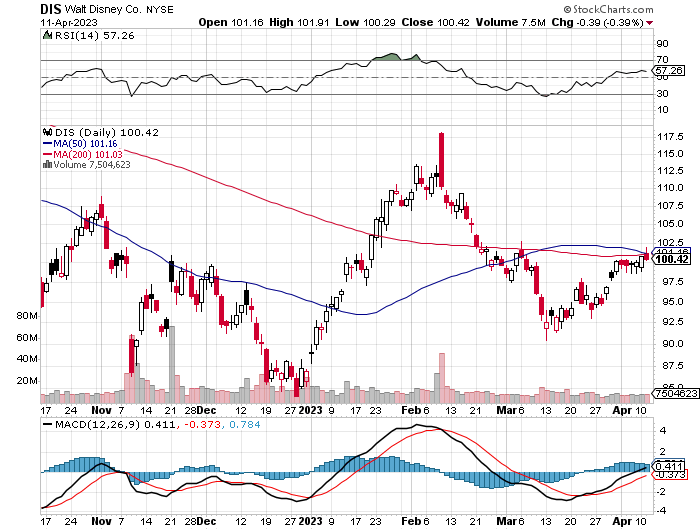 DIS Walt Disney Co. NYSE
© StockCharts.com
11-Apr-2023
Open 101.16 High 101.91 Low 100.29 Close 100.42 Volume 7.5M Chg -0.39 (-0.39%)
RSI(14) 57.26
90
70
57.26
50
30
10
DIS (Daily) 100.42
MA(50) 101.16
MA(200) 101.03
Volume 7,504,623
117.5
115.0
112.5
110.0
107.5
105.0
102.5
100.42
97.5
95.0
92.5
90.0
87.5
80M
60M
40M
20M
7504623
17 24 Nov 7 14 21 28 Dec 12 19 27 2023 9 17 23 Feb 6 13 21 Mar 6 13 20 27 Apr 10
MACD(12,26,9) 0.411, -0.373, 0.784
4
2
0.411
-0.373
-2
-4
17 24 Nov 7 14 21 28 Dec 12 19 27 2023 9 17 23 Feb 6 13 21 Mar 6 13 20 27 Apr 10